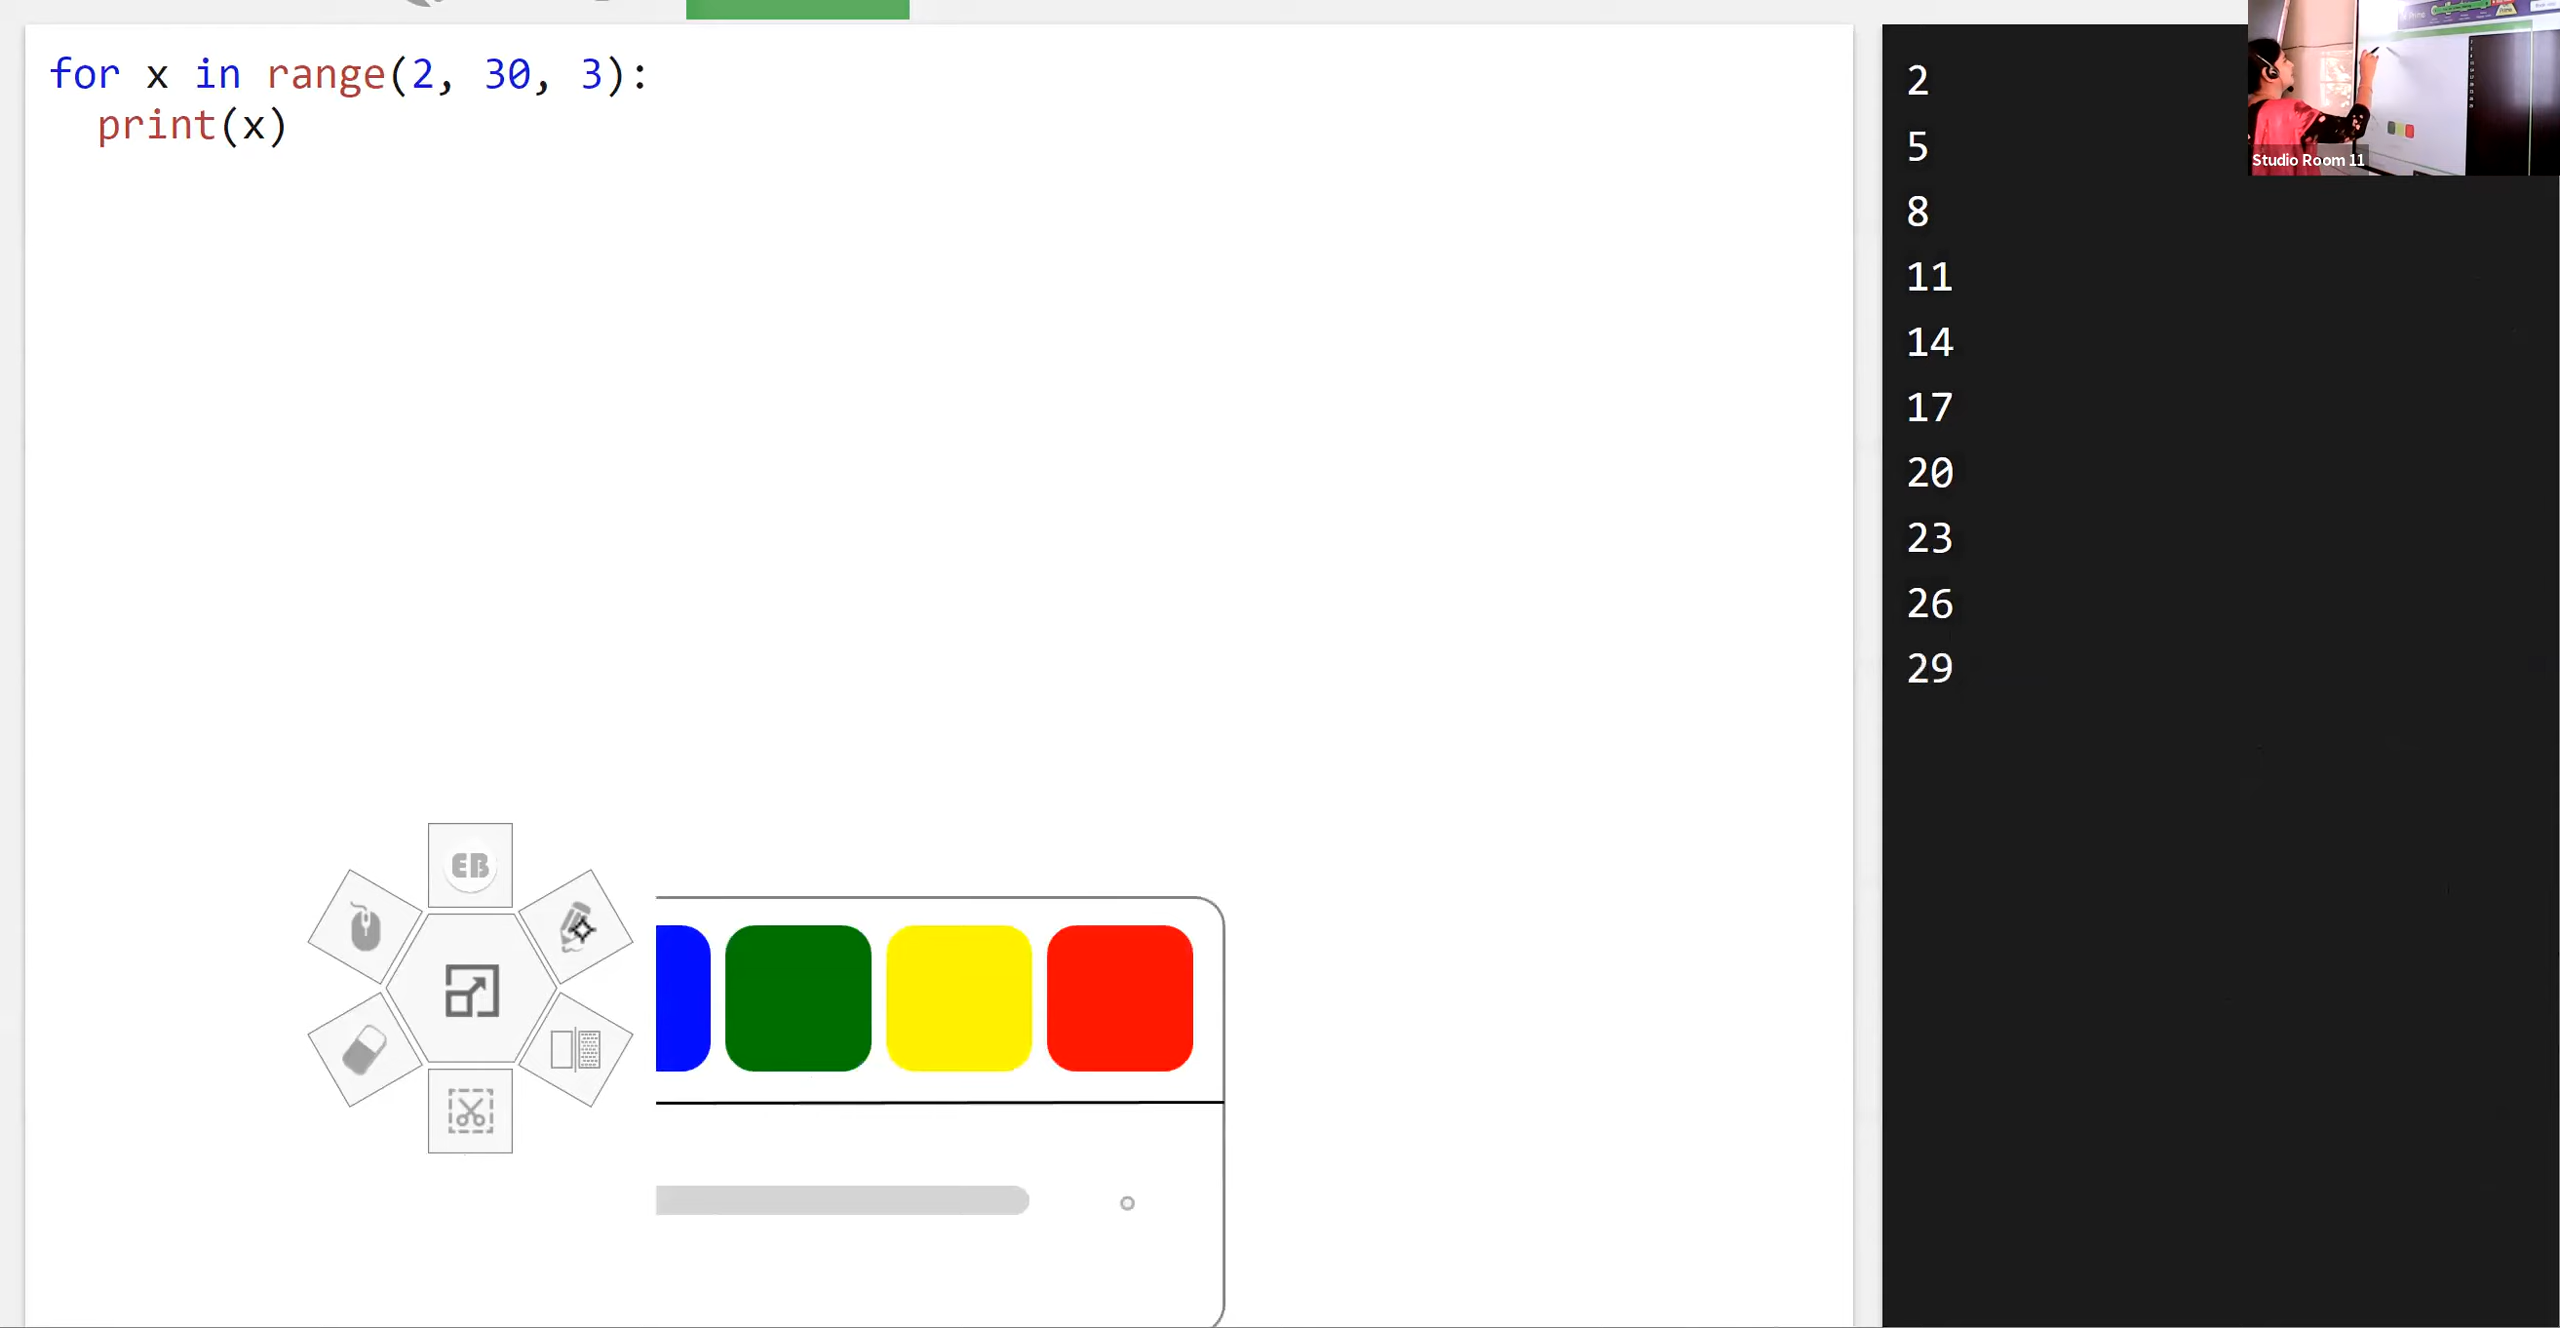 for x in range(2, 30, 3):
  print(x)
EB
2
5
8
11
14
17
20
23
26
29
Studio Room 11